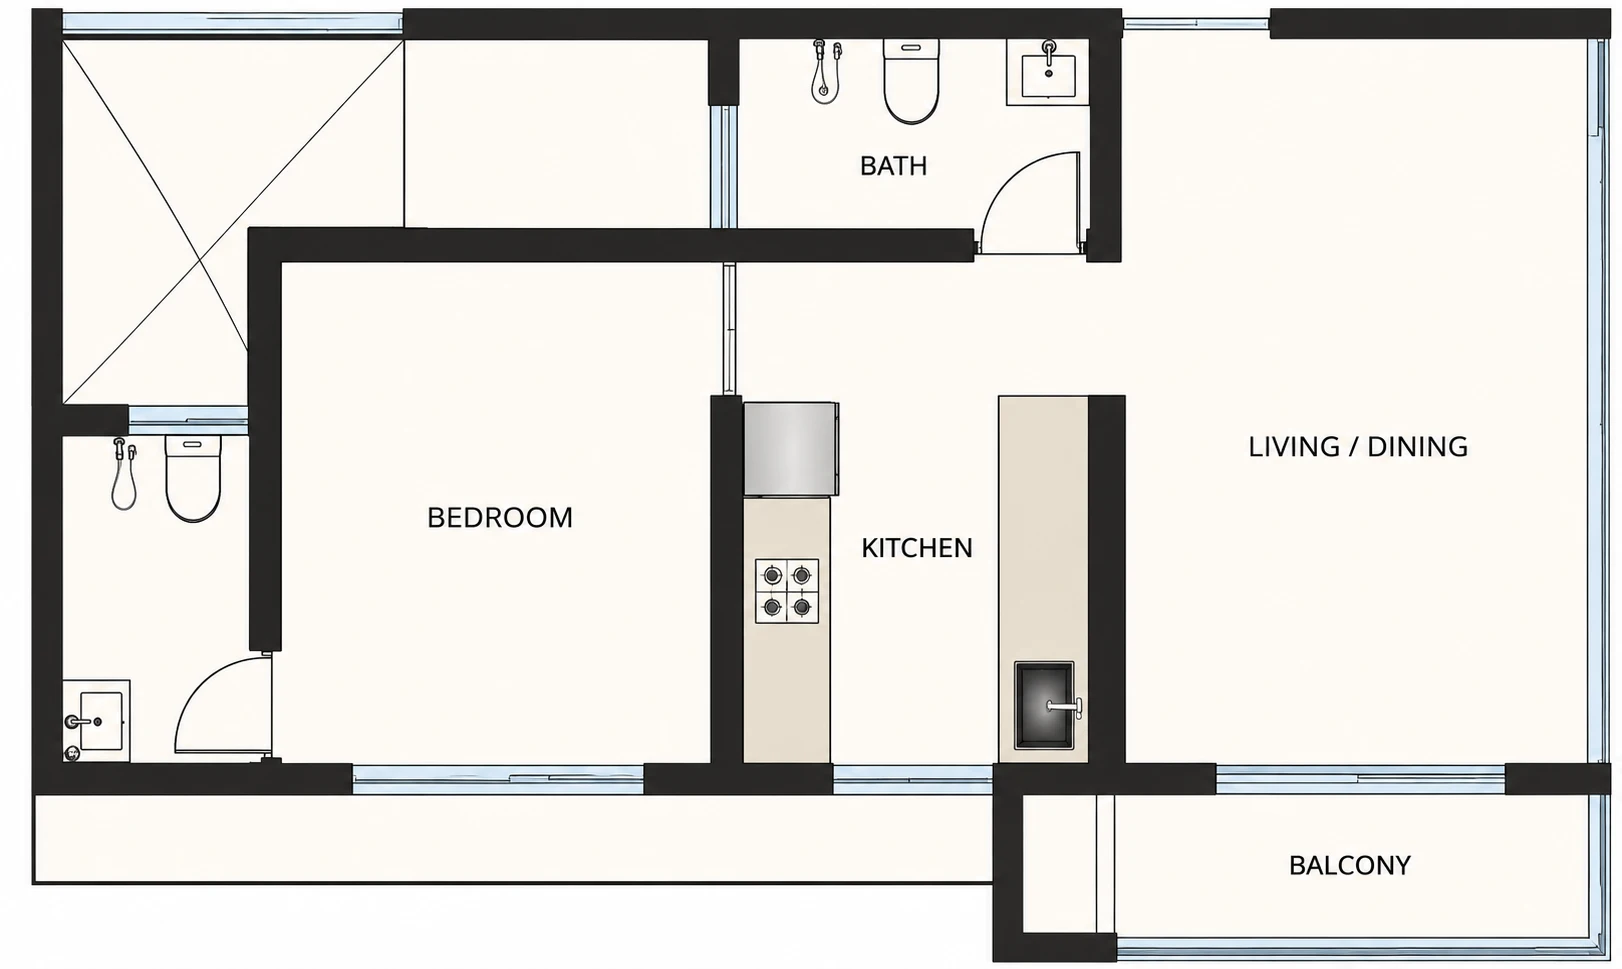 BATH
LIVING / DINING
BEDROOM
KITCHEN
BALCONY